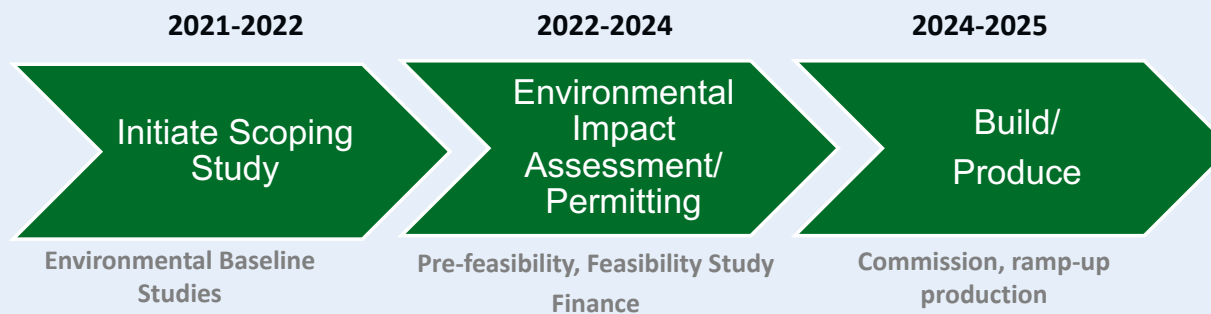 2021-2022
2022-2024
2024-2025
Initiate Scoping
Study
Environmental
Impact
Assessment/
Permitting
Build/
Produce
Environmental Baseline
Studies
Pre-feasibility, Feasibility Study
Finance
Commission, ramp-up
production